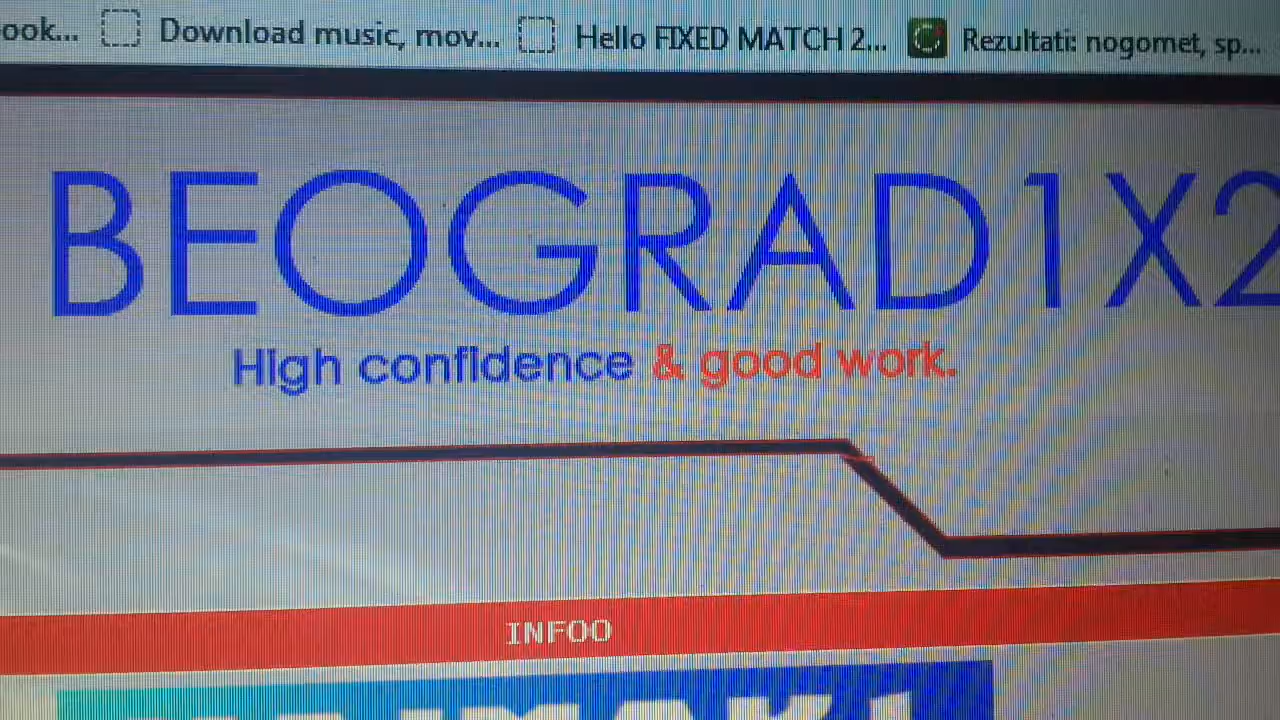 ook... Download music, mov... Hello FIXED MATCH 2... Rezultati: nogomet, sp...
BEOGRAD1X2
High confidence & good work.
INFOO